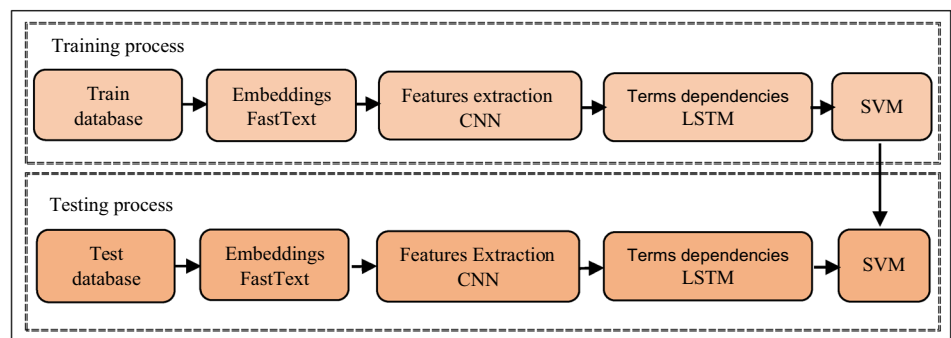 Training process
Train
database
Embeddings
FastText
Features extraction
CNN
Terms dependencies
LSTM
SVM
Testing process
Test
database
Embeddings
FastText
Features Extraction
CNN
Terms dependencies
LSTM
SVM